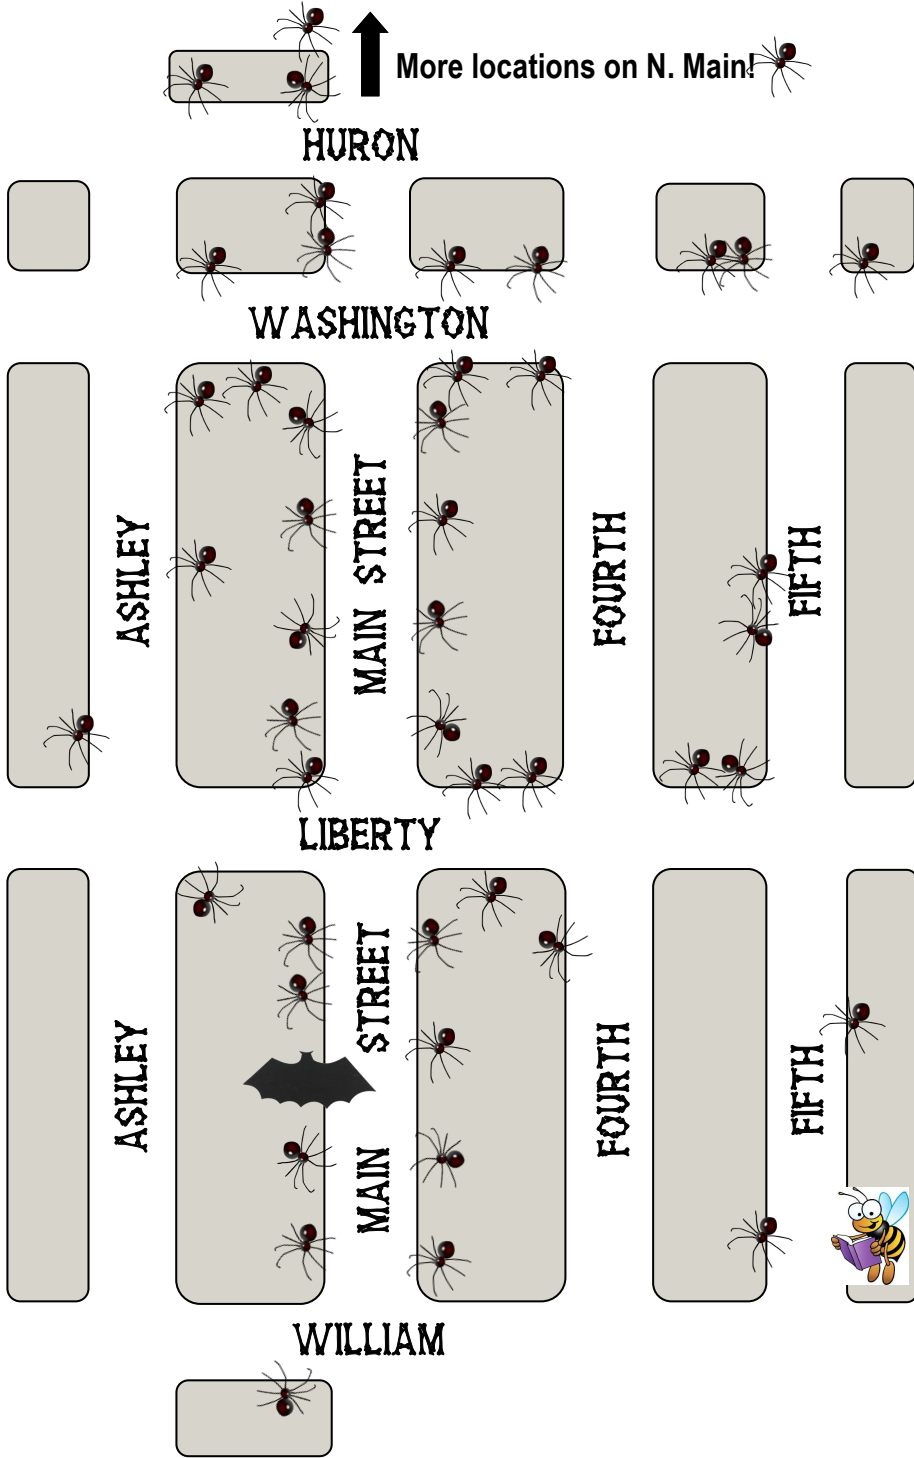 More locations on N. Main!
HURON
WASHINGTON
ASHLEY
MAIN STREET
FOURTH
FIFTH
LIBERTY
ASHLEY
MAIN STREET
FOURTH
FIFTH
WILLIAM